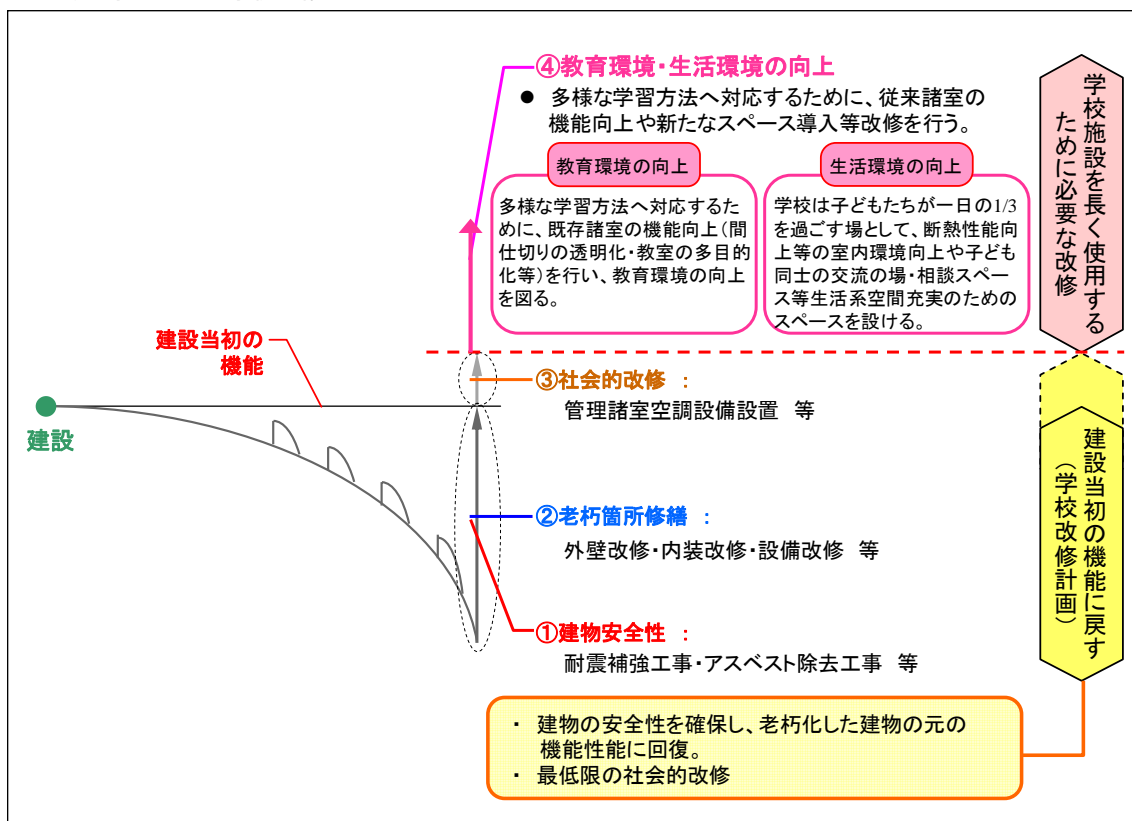 ④教育環境・生活環境の向上
● 多様な学習方法へ対応するために、従来諸室の
機能向上や新たなスペース導入等改修を行う。
教育環境の向上
多様な学習方法へ対応するため
に、既存諸室の機能向上（間
仕切りの透明化・教室の多目的
化等）を行い、教育環境の向上
を図る。
生活環境の向上
学校は子どもたちが一日の1/3
を過ごす場として、断熱性能向
上等の室内環境向上や子ども
同士の交流の場・相談スペー
ス等生活系空間充実のための
スペースを設ける。
学校施設を長く使用する
ために必要な改修
建設当初の
機能
建設
③社会的改修 ：
管理諸室空調設備設置 等
②老朽箇所修繕 ：
外壁改修・内装改修・設備改修 等
①建物安全性 ：
耐震補強工事・アスベスト除去工事 等
建設当初の機能に戻す
（学校改修計画）
・ 建物の安全性を確保し、老朽化した建物の元の
機能性能に回復。
・ 最低限の社会的改修